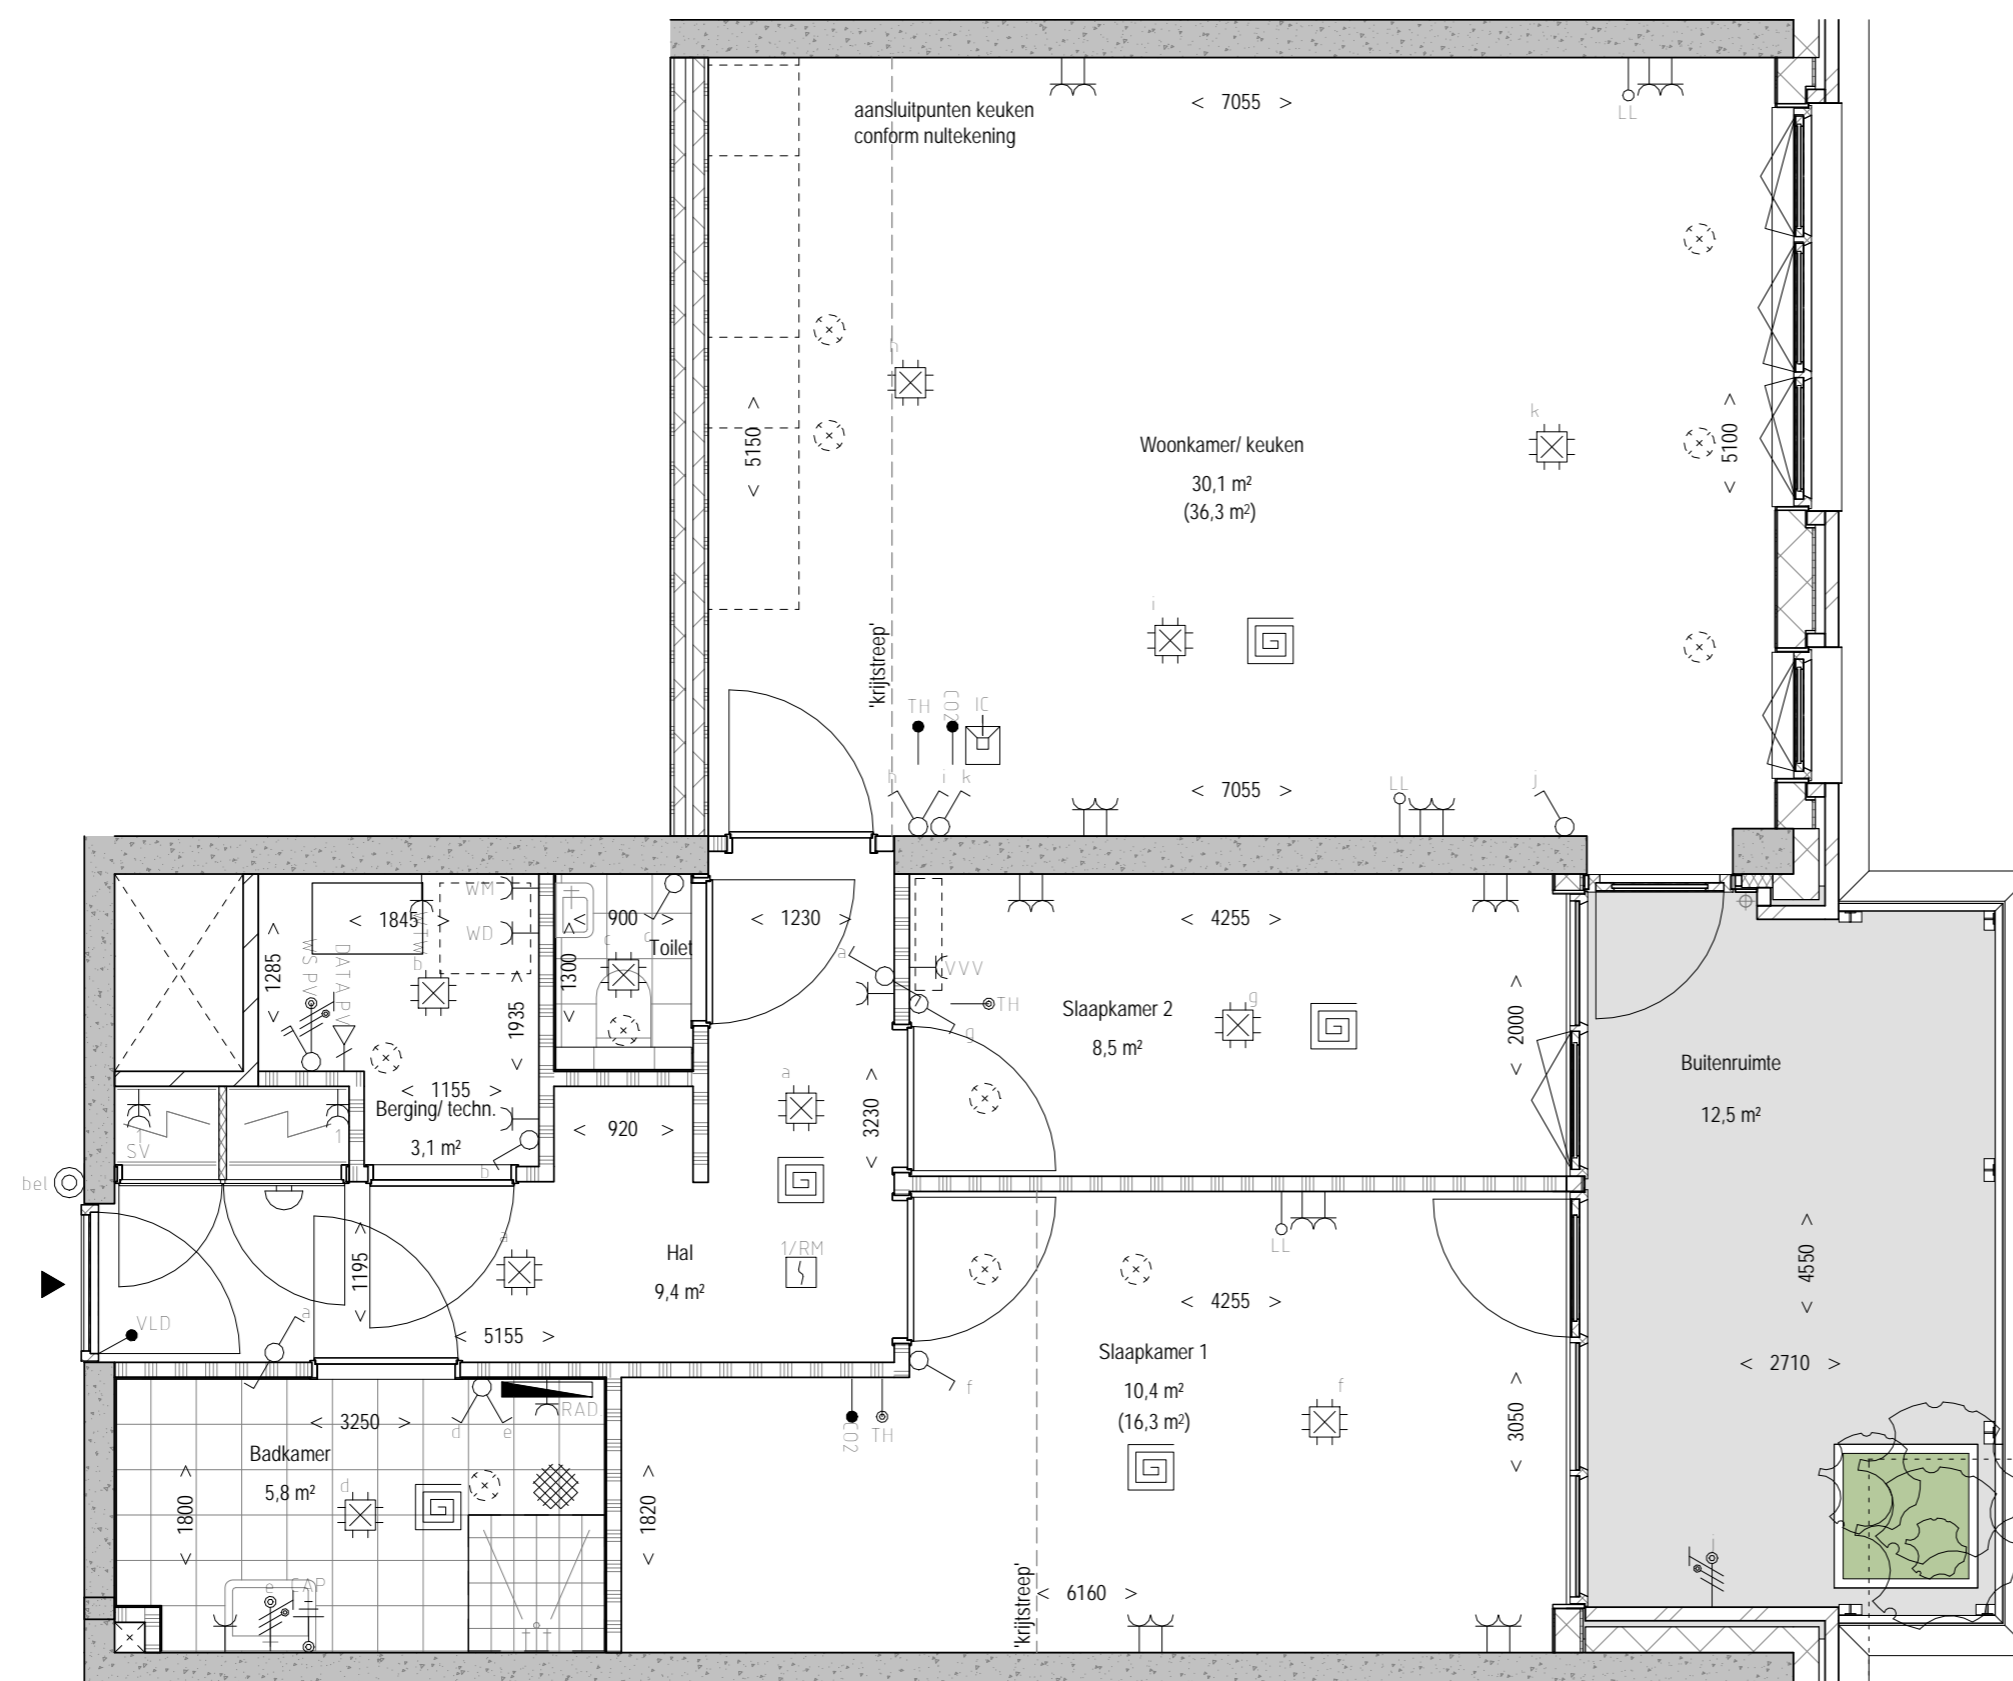 aansluitpunten keuken
conform nultekening
< 7055 >
LL
h
k
< 5150 >
< 5100 >
Woonkamer/ keuken
30,1 m²
(36,3 m²)
i
'krijtstreep'
TH
CO2
IC
h
i
k
< 7055 >
LL
j
WM
< 1845 >
WTW
WD
< 900 >
Toilet
< 1230 >
< 4255 >
< 1285 >
WS PV
DATA PV
b
< 1935 >
< 1300 >
c
c
a
VVV
TH
g
Slaapkamer 2
8,5 m²
g
< 2000 >
Buitenruimte
12,5 m²
< 1155 >
Berging/ techn.
3,1 m²
< 920 >
a
< 3230 >
1
SV
1
b
bel
< 1195 >
a
Hal
9,4 m²
1/RM
LL
< 4255 >
< 4550 >
VLD
a
< 5155 >
Slaapkamer 1
10,4 m²
(16,3 m²)
f
f
< 2710 >
< 3250 >
d
e
RAD.
CO2
TH
< 3050 >
Badkamer
5,8 m²
d
< 1800 >
< 1820 >
e
CAP
'krijtstreep'
< 6160 >
j